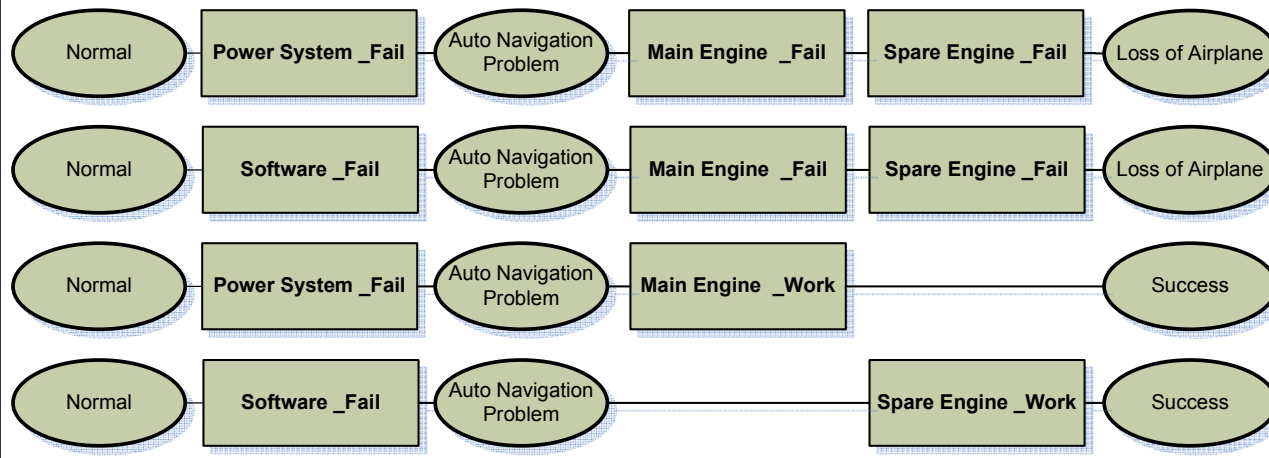 Normal
Power System _Fail
Auto Navigation
Problem
Main Engine _Fail
Spare Engine _Fail
Loss of Airplane
Normal
Software _Fail
Auto Navigation
Problem
Main Engine _Fail
Spare Engine _Fail
Loss of Airplane
Normal
Power System _Fail
Auto Navigation
Problem
Main Engine _Work
Success
Normal
Software _Fail
Auto Navigation
Problem
Spare Engine _Work
Success